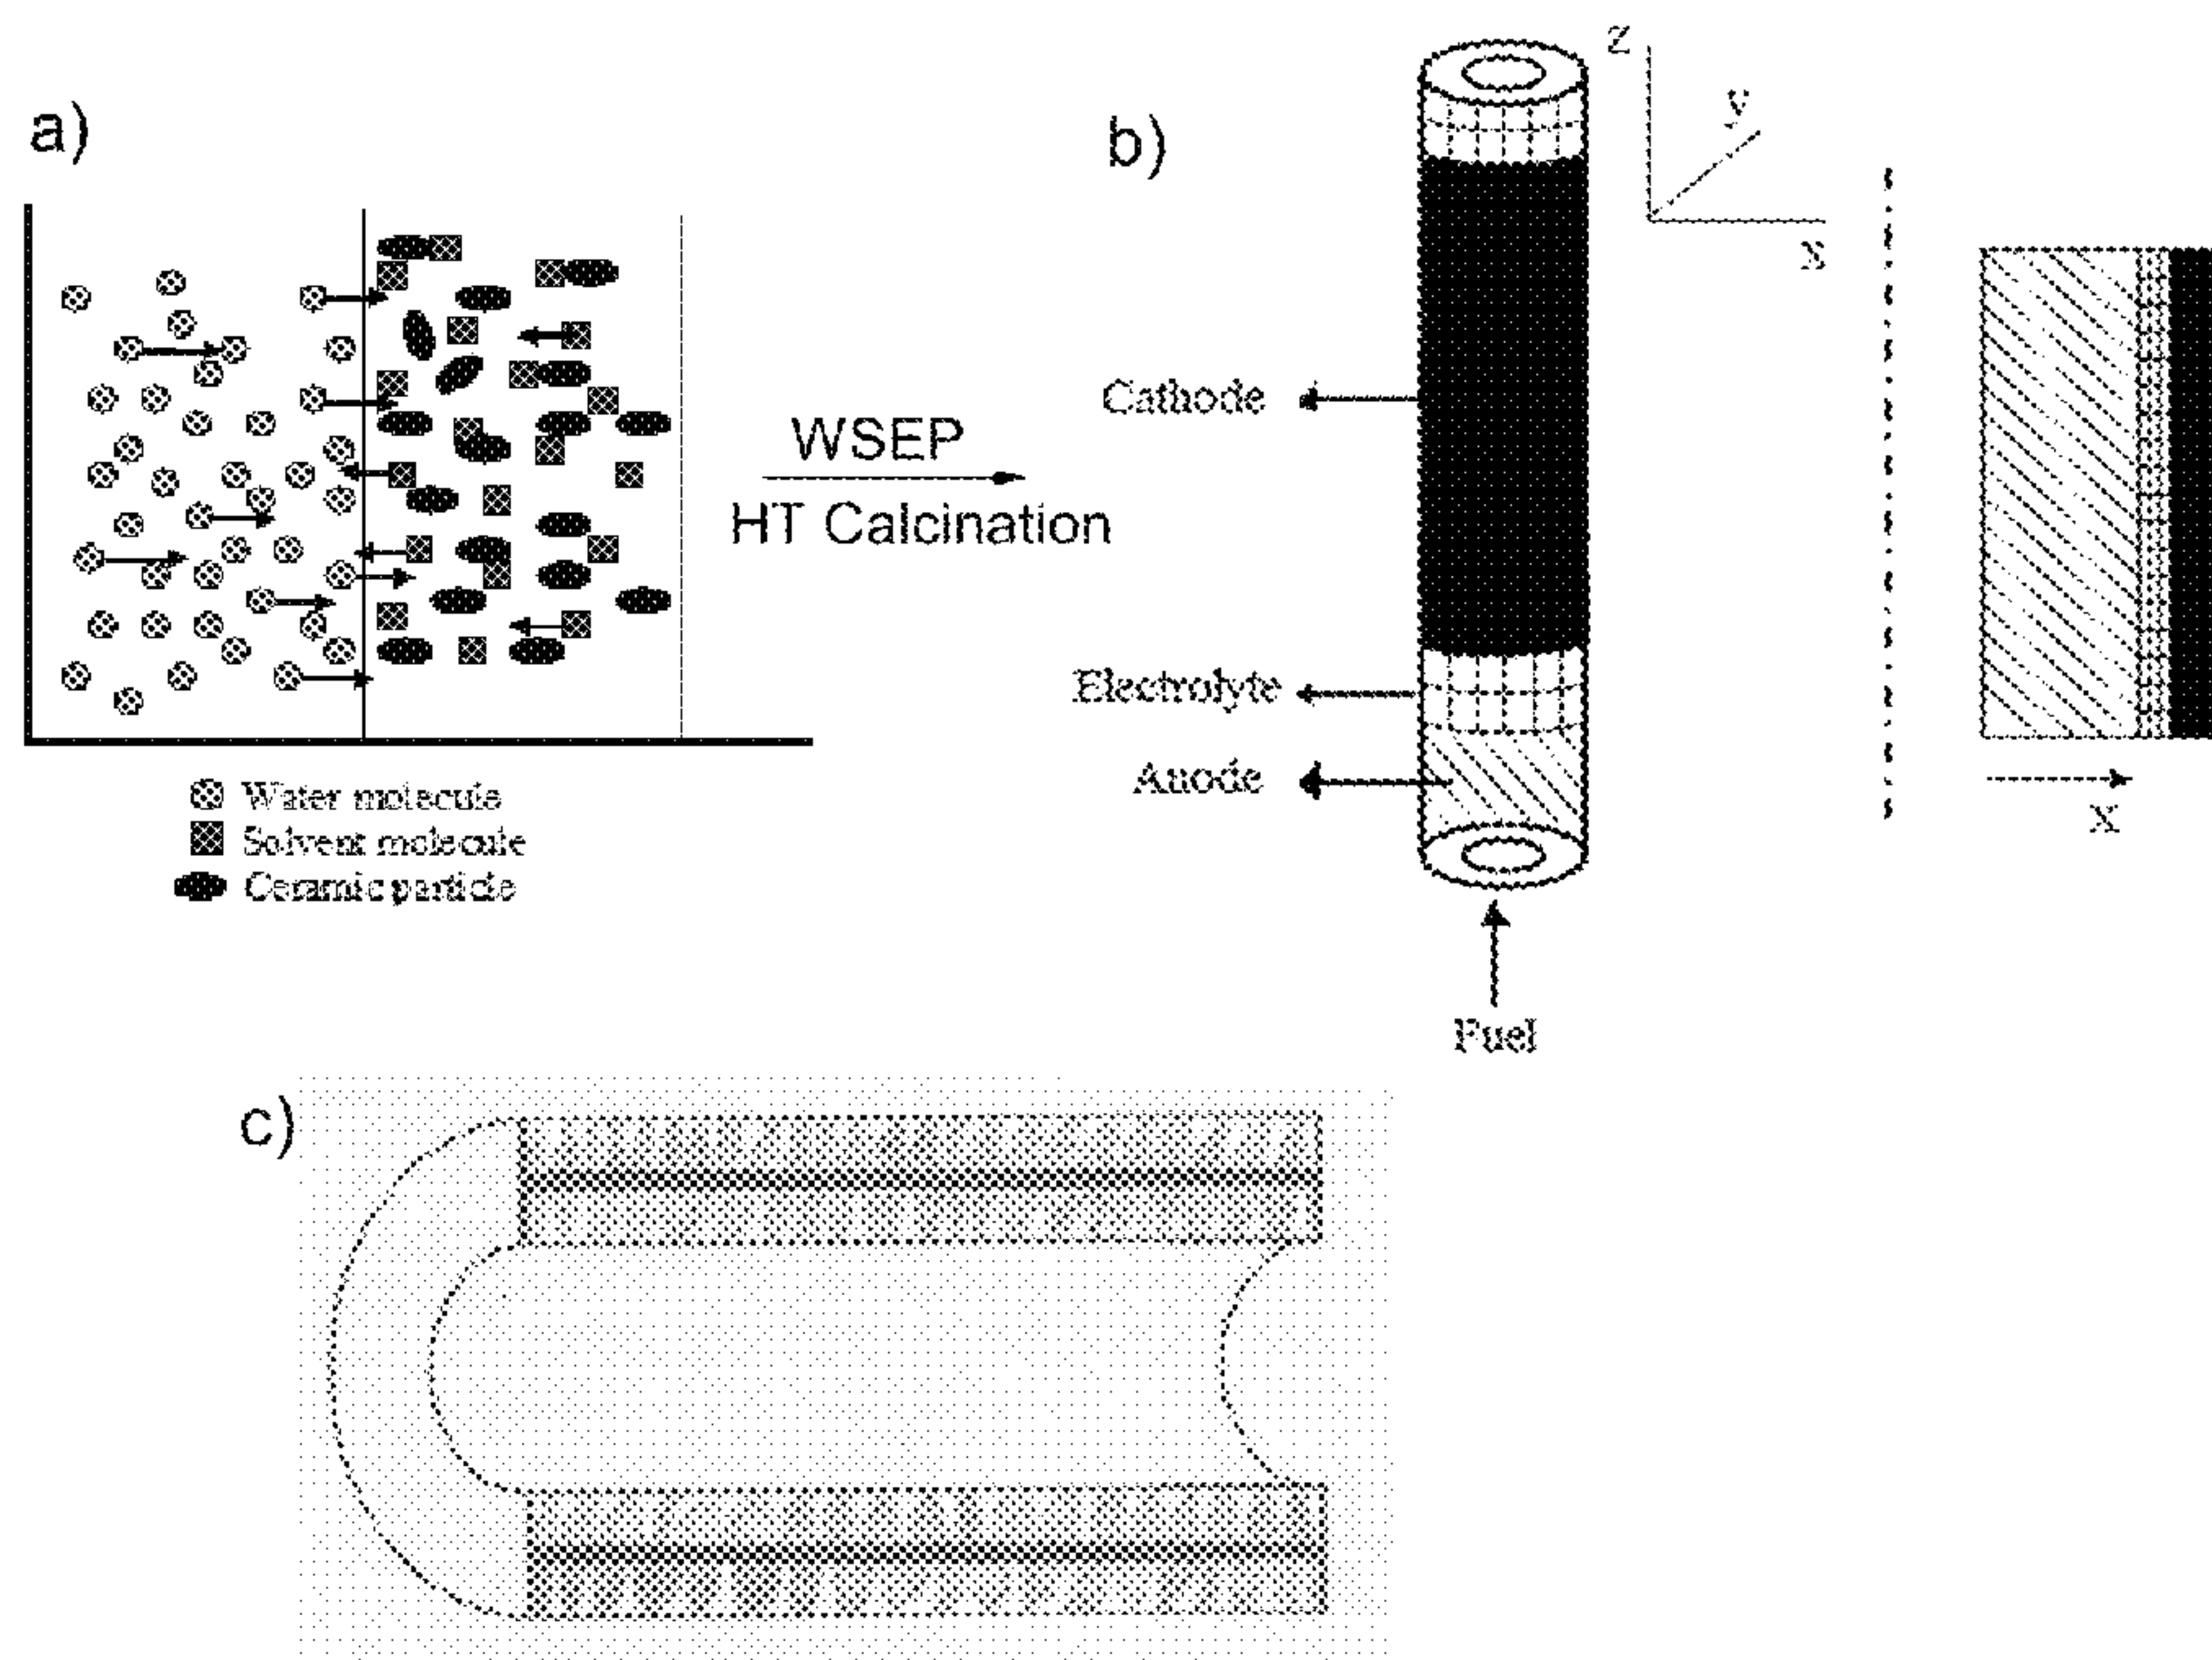 a)
Water molecule
Solvent molecule
Ceramic particle
WSEP
HT Calcination
b)
z
y
x
Cathode
Electrolyte
Anode
Fuel
X
c)